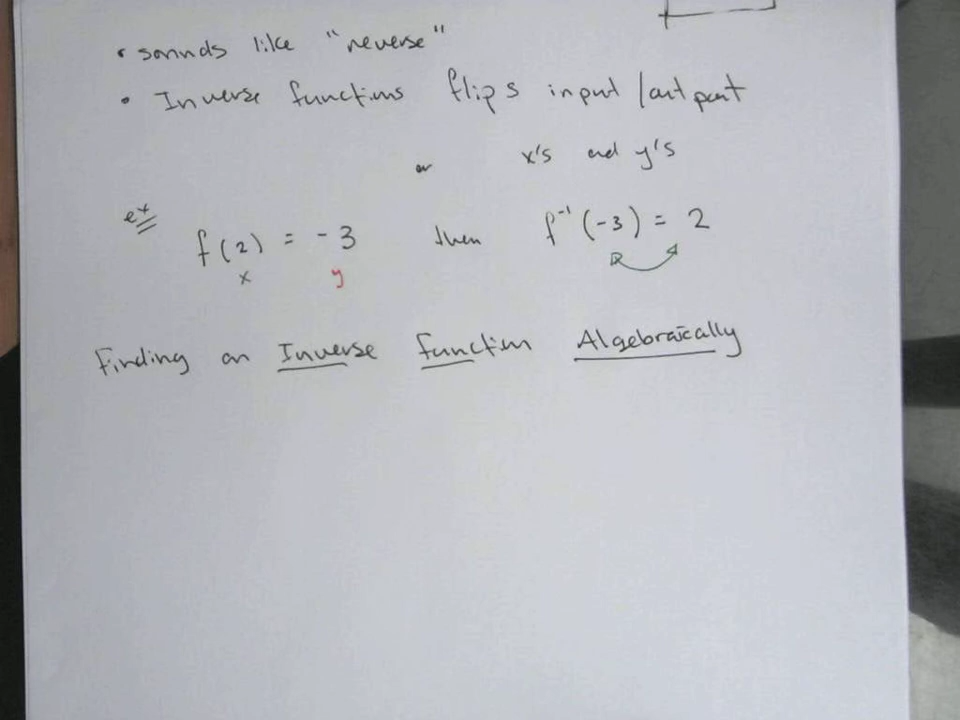 • sounds like "reverse"
• Inverse functions flips input/output
or x's and y's
ex f(2) = -3 then f⁻¹(-3) = 2
x y
Finding an Inverse Function Algebraically